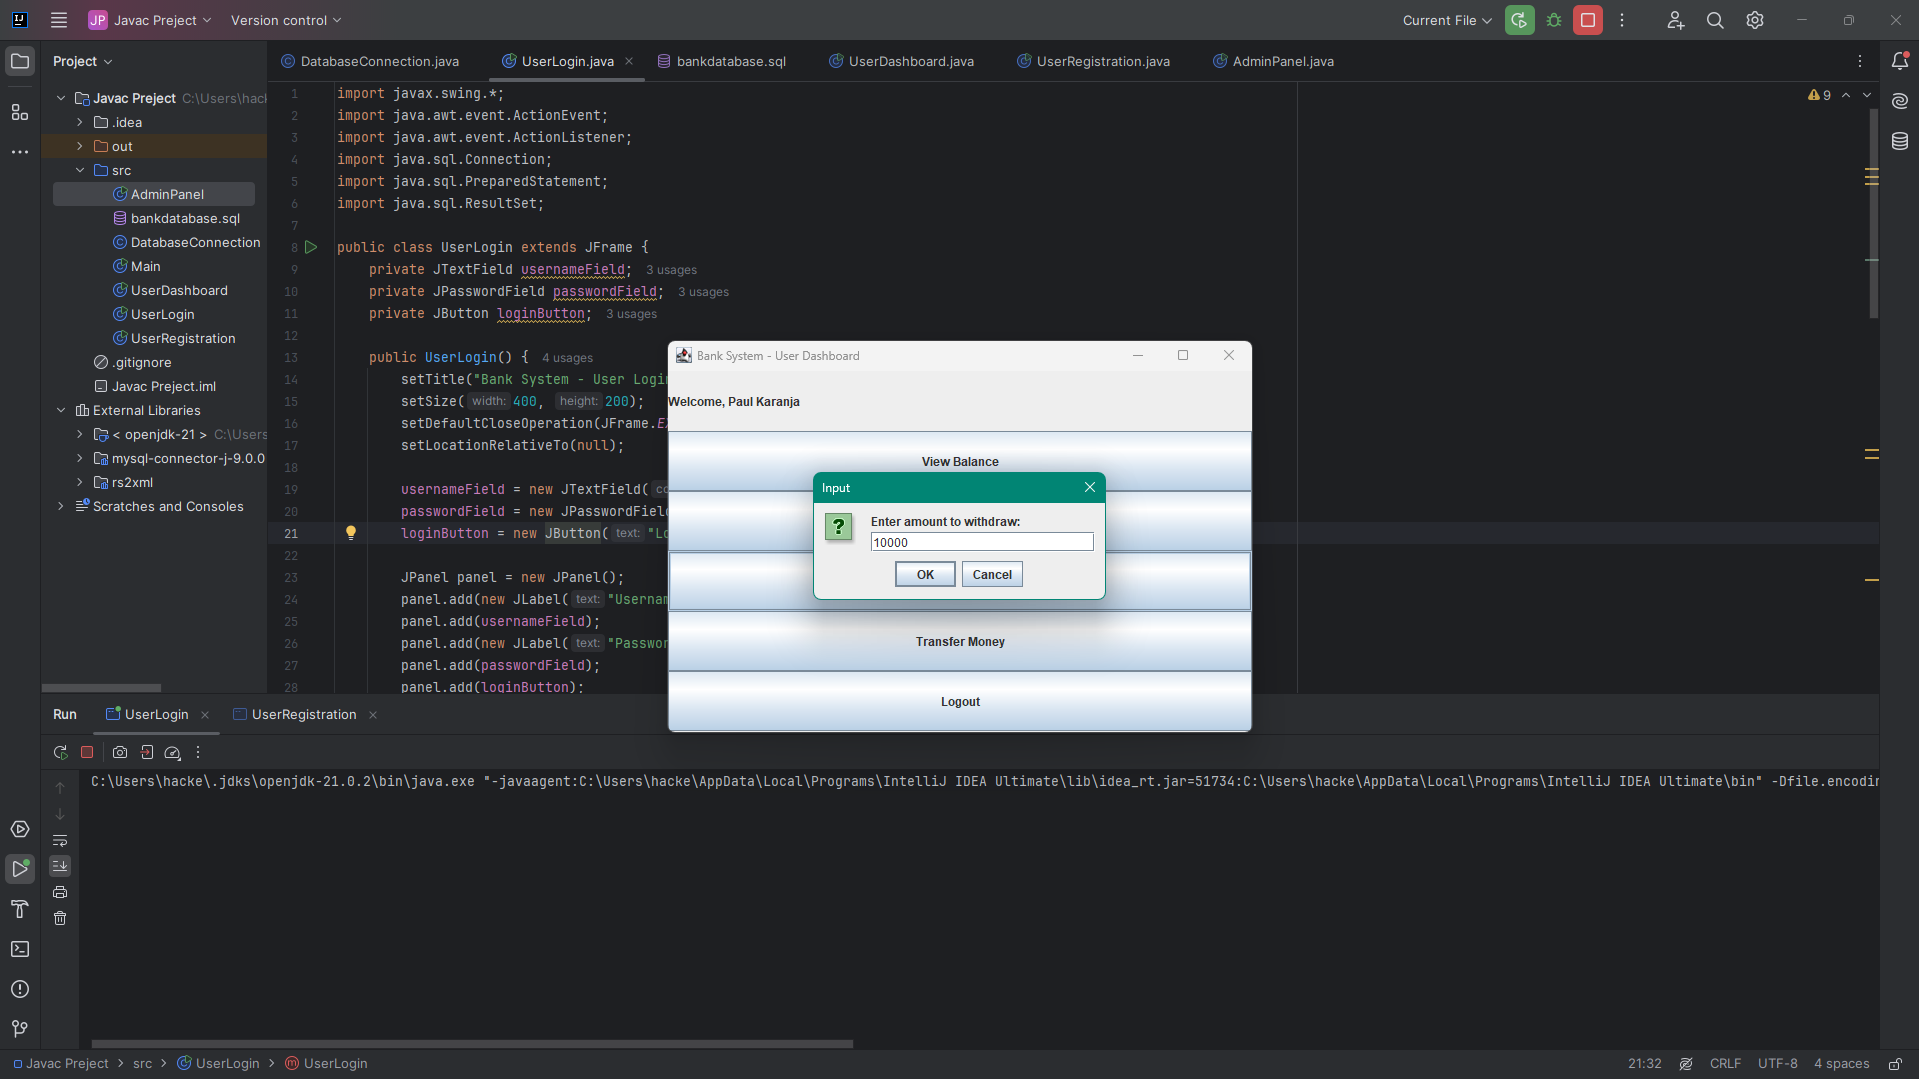 JP Javac Preject Version control Current File
Project
DatabaseConnection.java UserLogin.java bankdatabase.sql UserDashboard.java UserRegistration.java AdminPanel.java
Javac Preject C:\Users\hack
.idea
out
src
AdminPanel
bankdatabase.sql
DatabaseConnection
Main
UserDashboard
UserLogin
UserRegistration
.gitignore
Javac Preject.iml
External Libraries
< openjdk-21 > C:\Users
mysql-connector-j-9.0.0
rs2xml
Scratches and Consoles
9
1 import javax.swing.*;
2 import java.awt.event.ActionEvent;
3 import java.awt.event.ActionListener;
4 import java.sql.Connection;
5 import java.sql.PreparedStatement;
6 import java.sql.ResultSet;
7
8 public class UserLogin extends JFrame {
9 private JTextField usernameField; 3 usages
10 private JPasswordField passwordField; 3 usages
11 private JButton loginButton; 3 usages
12
13 public UserLogin() { 4 usages
14 setTitle("Bank System - User Login
15 setSize( width: 400, height: 200);
16 setDefaultCloseOperation(JFrame.EX
17 setLocationRelativeTo(null);
18
19 usernameField = new JTextField( co
20 passwordField = new JPasswordField
21 loginButton = new JButton( text: "Lo
22
23 JPanel panel = new JPanel();
24 panel.add(new JLabel( text: "Usernam
25 panel.add(usernameField);
26 panel.add(new JLabel( text: "Passwor
27 panel.add(passwordField);
28 panel.add(loginButton);
Bank System - User Dashboard
Welcome, Paul Karanja
View Balance
Input
Enter amount to withdraw:
10000
OK Cancel
Transfer Money
Logout
Run UserLogin UserRegistration
C:\Users\hacke\.jdks\openjdk-21.0.2\bin\java.exe "-javaagent:C:\Users\hacke\AppData\Local\Programs\IntelliJ IDEA Ultimate\lib\idea_rt.jar=51734:C:\Users\hacke\AppData\Local\Programs\IntelliJ IDEA Ultimate\bin" -Dfile.encodin
Javac Preject > src > UserLogin > UserLogin 21:32 CRLF UTF-8 4 spaces